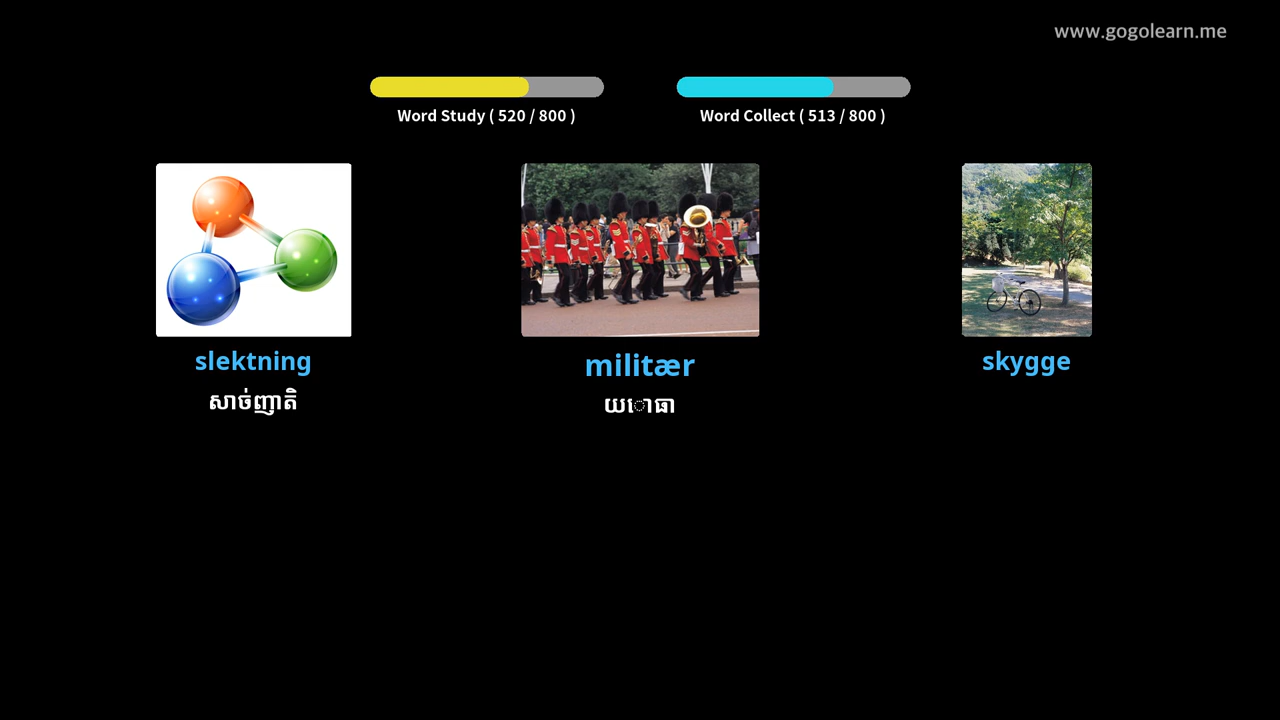 www.gogolearn.me
Word Study ( 520 / 800 )
Word Collect ( 513 / 800 )
slektning
militær
skygge
សាច់ញាតិ
យោធា